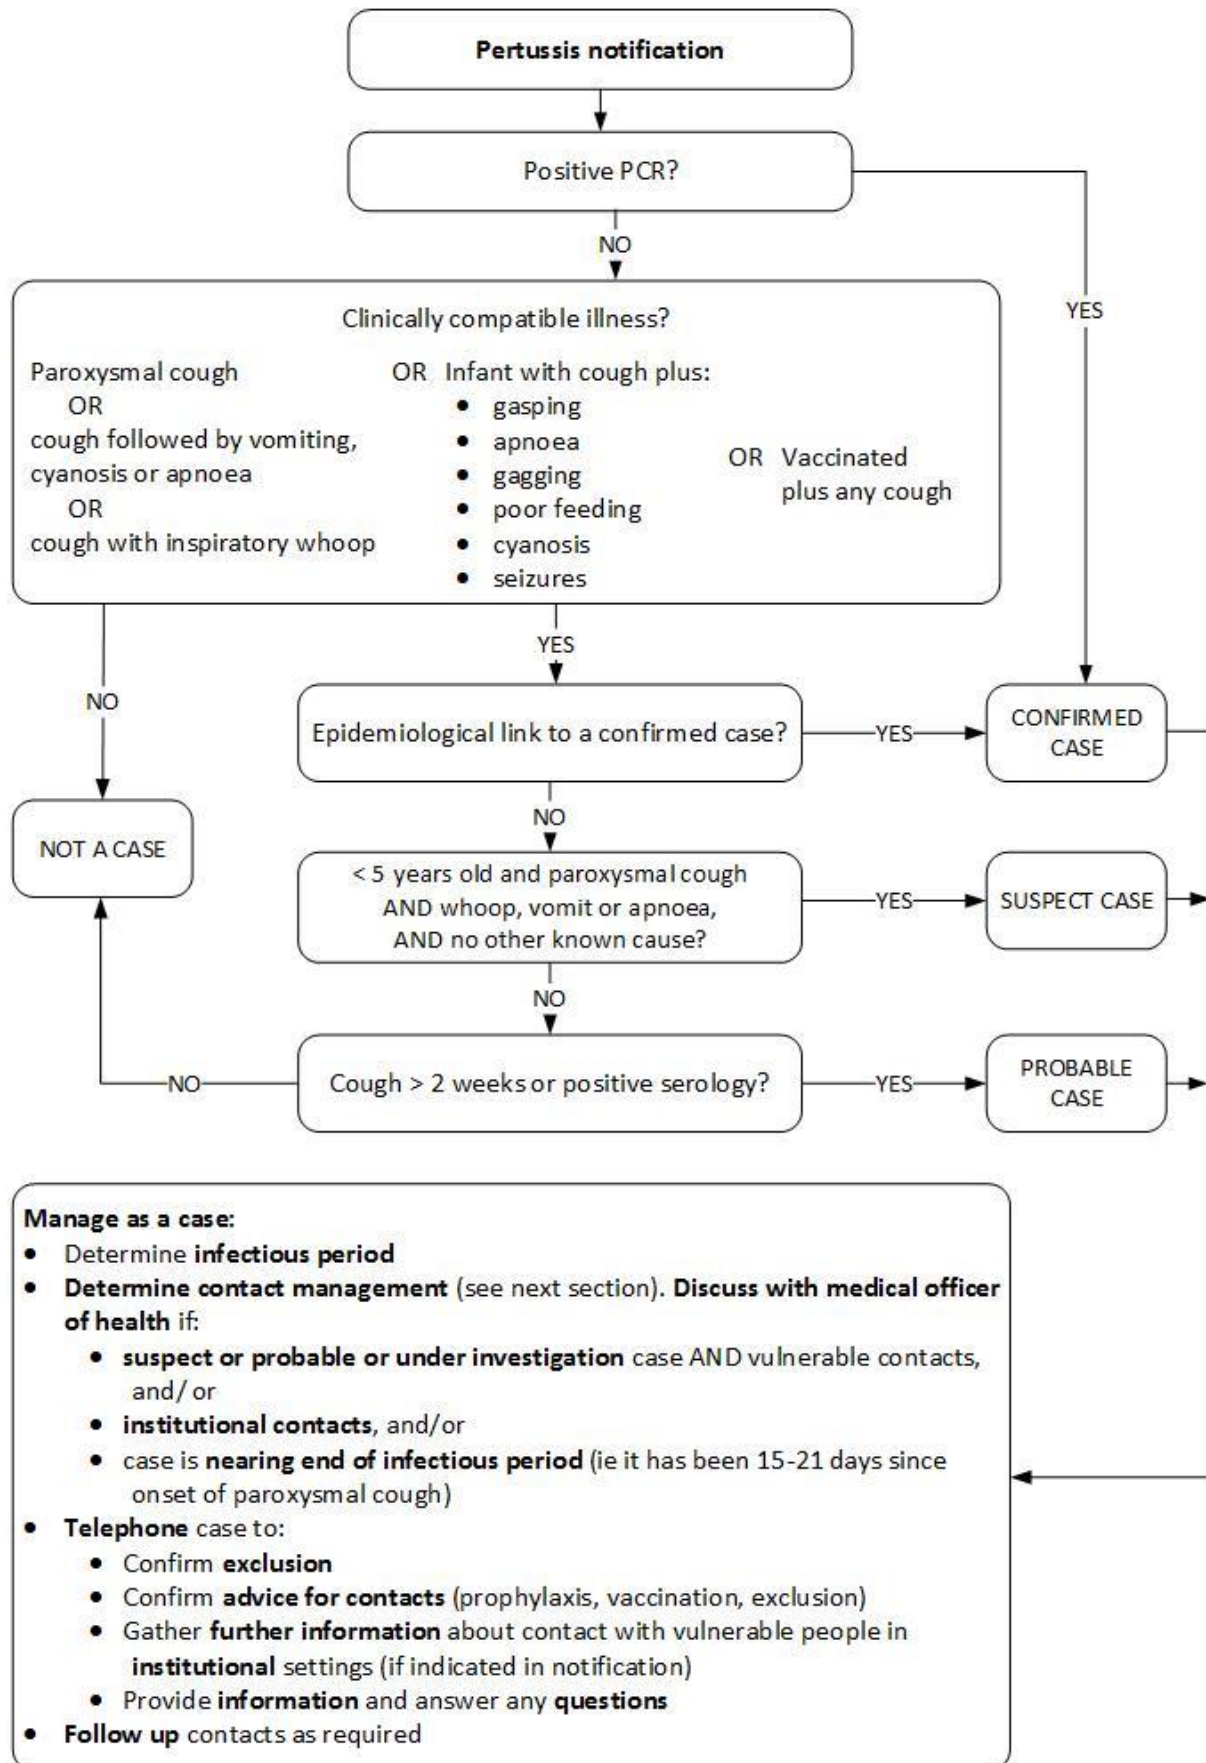 Pertussis notification
Positive PCR?
NO
YES
Clinically compatible illness?
Paroxysmal cough
OR
cough followed by vomiting,
cyanosis or apnoea
OR
cough with inspiratory whoop
OR Infant with cough plus:
• gasping
• apnoea
• gagging
• poor feeding
• cyanosis
• seizures
OR Vaccinated
plus any cough
NO
YES
Epidemiological link to a confirmed case?
YES
CONFIRMED
CASE
NO
NOT A CASE
< 5 years old and paroxysmal cough
AND whoop, vomit or apnoea,
AND no other known cause?
YES
SUSPECT CASE
NO
Cough > 2 weeks or positive serology?
NO
YES
PROBABLE
CASE
Manage as a case:
• Determine infectious period
• Determine contact management (see next section). Discuss with medical officer
of health if:
• suspect or probable or under investigation case AND vulnerable contacts,
and/ or
• institutional contacts, and/or
• case is nearing end of infectious period (ie it has been 15-21 days since
onset of paroxysmal cough)
• Telephone case to:
• Confirm exclusion
• Confirm advice for contacts (prophylaxis, vaccination, exclusion)
• Gather further information about contact with vulnerable people in
institutional settings (if indicated in notification)
• Provide information and answer any questions
• Follow up contacts as required